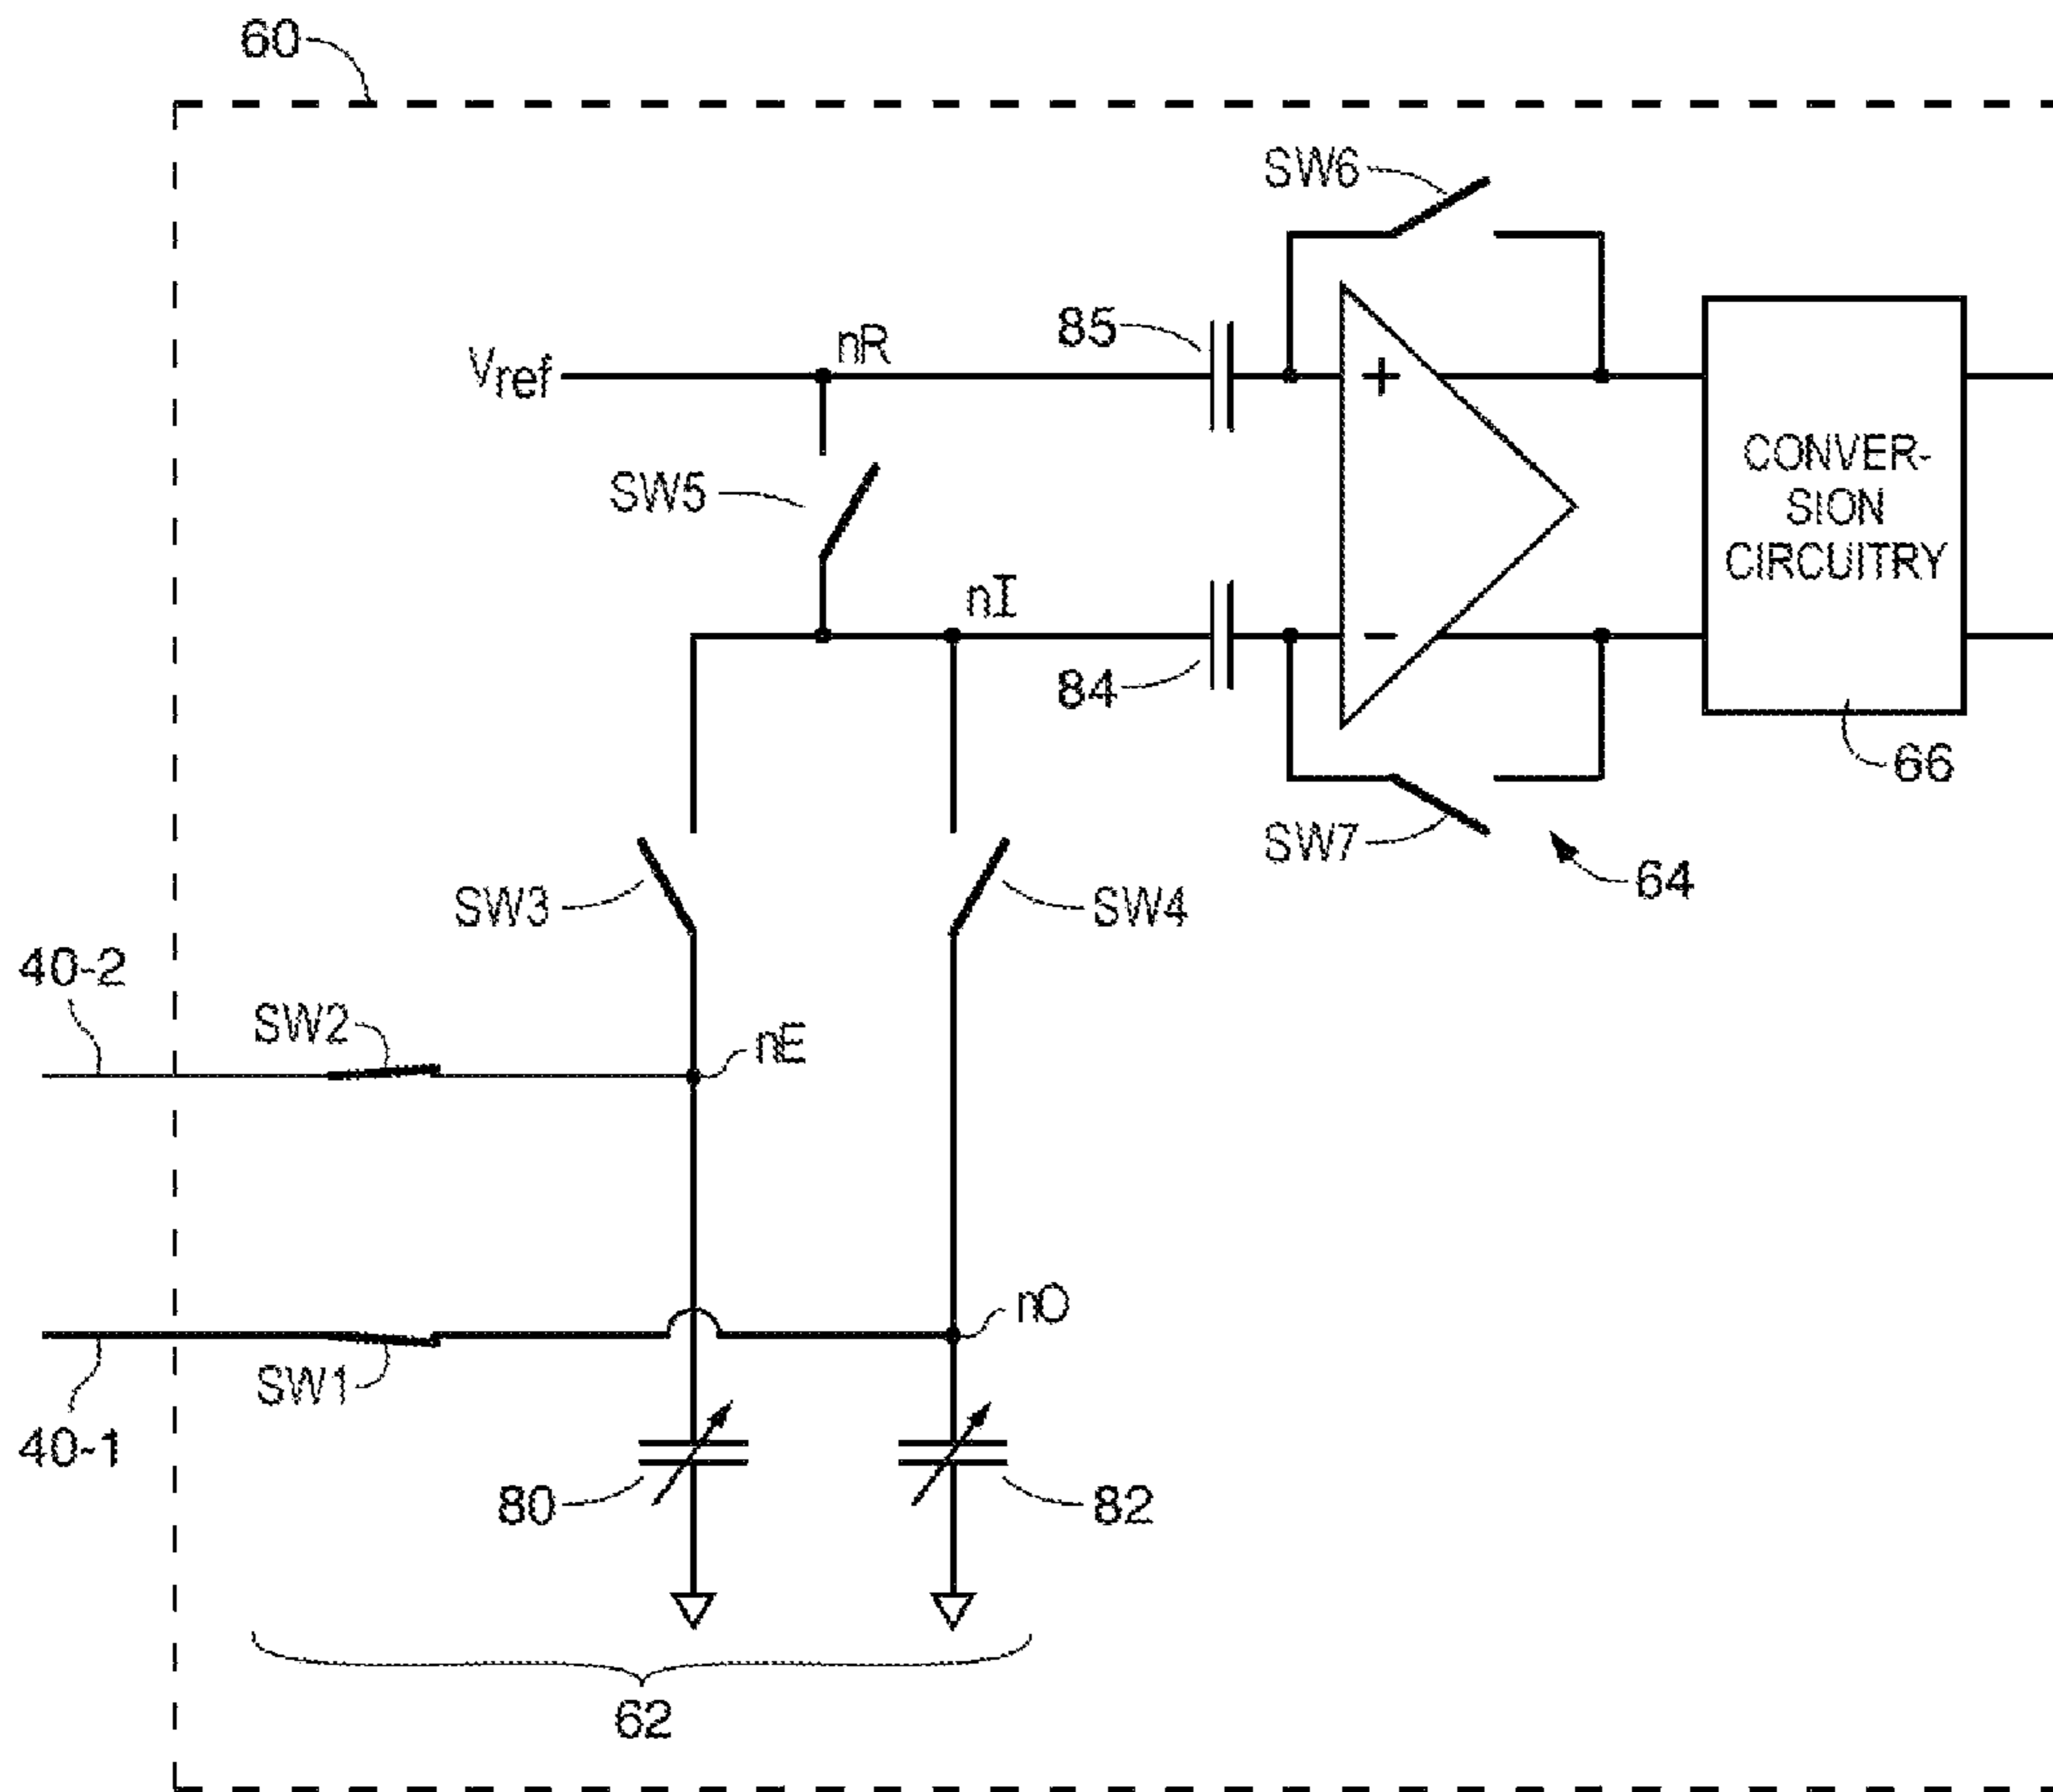 60
SW6
85
nR
Vref
+
CONVER-
SION
CIRCUITRY
SW5
nI
84
−
66
SW7
64
SW3
SW4
40-2
SW2
nE
nO
SW1
40-1
80
82
62